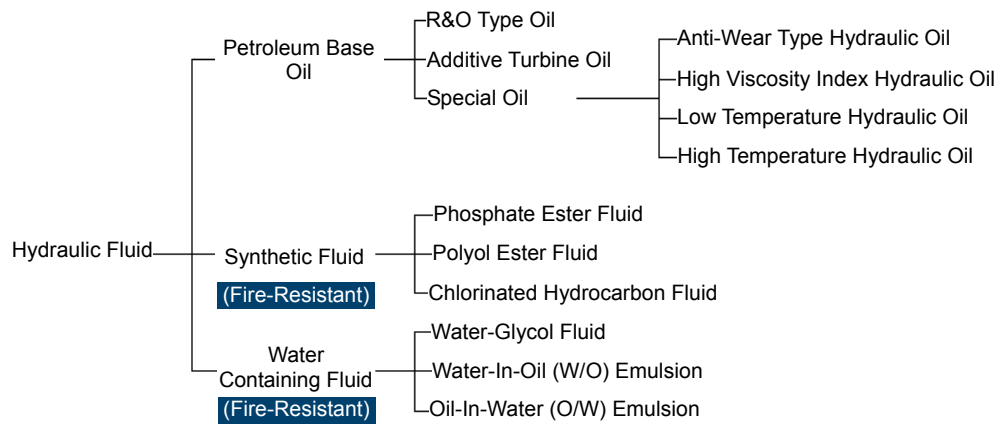 Hydraulic Fluid
Petroleum Base
Oil
R&O Type Oil
Additive Turbine Oil
Special Oil
Anti-Wear Type Hydraulic Oil
High Viscosity Index Hydraulic Oil
Low Temperature Hydraulic Oil
High Temperature Hydraulic Oil
Synthetic Fluid
(Fire-Resistant)
Phosphate Ester Fluid
Polyol Ester Fluid
Chlorinated Hydrocarbon Fluid
Water
Containing Fluid
(Fire-Resistant)
Water-Glycol Fluid
Water-In-Oil (W/O) Emulsion
Oil-In-Water (O/W) Emulsion